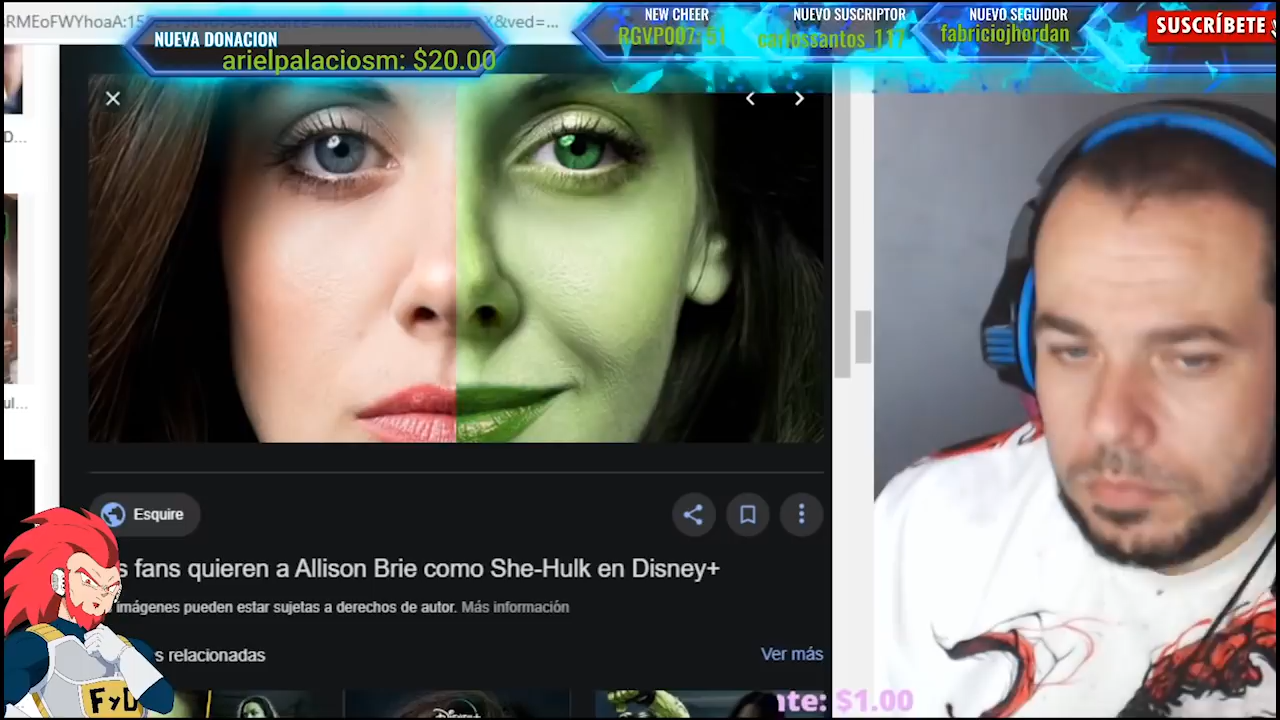 RMEoFWYhoaA:15
X&ved=...
NUEVA DONACION
arielpalaciosm: $20.00
NEW CHEER
RGVP007: 51
NUEVO SUSCRIPTOR
carlossantos_117
NUEVO SEGUIDOR
fabriciojhordan
SUSCRÍBETE
D...
ul...
Esquire
s fans quieren a Allison Brie como She-Hulk en Disney+
imágenes pueden estar sujetas a derechos de autor. Más información
s relacionadas
Ver más
FyD
nte: $1.00